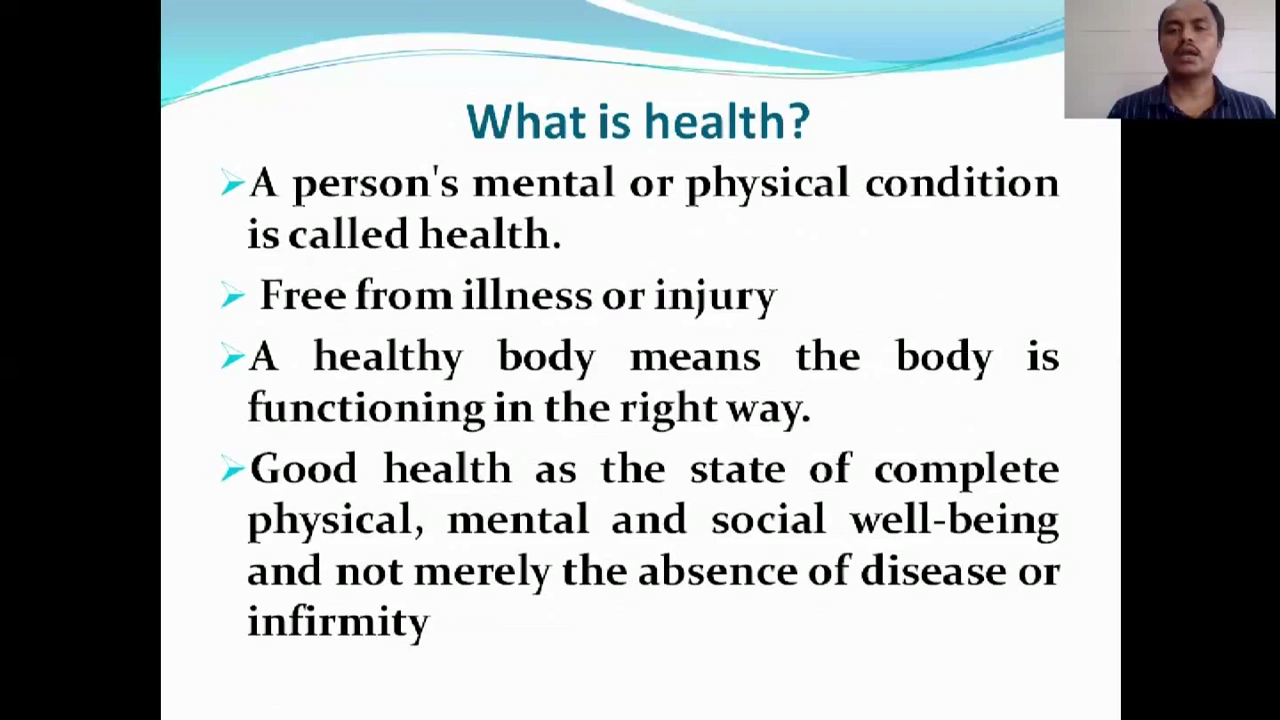 What is health?
A person's mental or physical condition
is called health.
Free from illness or injury
A healthy body means the body is
functioning in the right way.
Good health as the state of complete
physical, mental and social well-being
and not merely the absence of disease or
infirmity